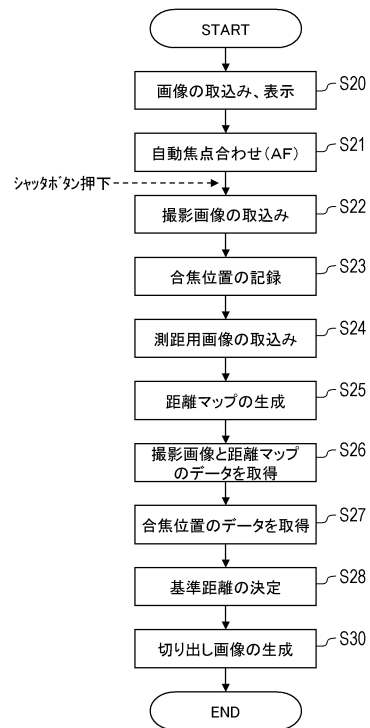 START
画像の取込み、表示
S20
自動焦点合わせ(AF)
S21
シャッタボタン押下
撮影画像の取込み
S22
合焦位置の記録
S23
測距用画像の取込み
S24
距離マップの生成
S25
撮影画像と距離マップ
のデータを取得
S26
合焦位置のデータを取得
S27
基準距離の決定
S28
切り出し画像の生成
S30
END